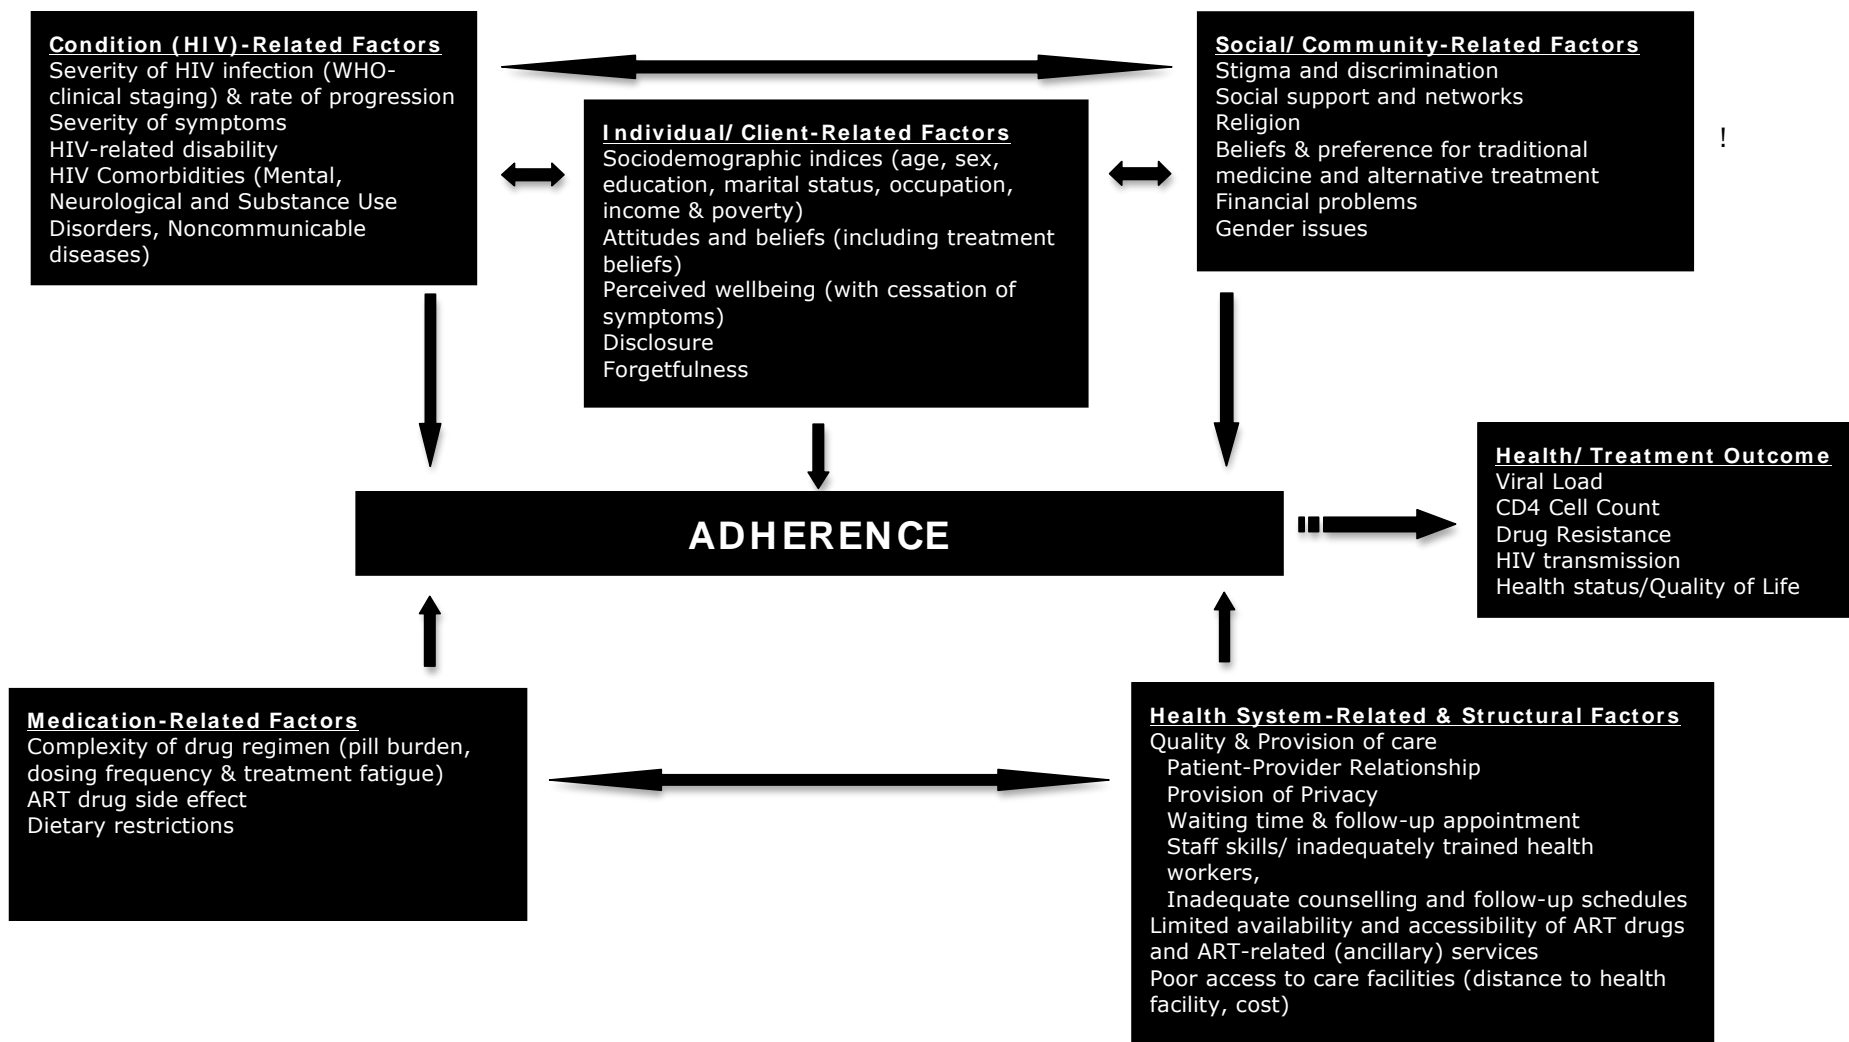 Condition (HIV)-Related Factors
Severity of HIV infection (WHO-
clinical staging) & rate of progression
Severity of symptoms
HIV-related disability
HIV Comorbidities (Mental,
Neurological and Substance Use
Disorders, Noncommunicable
diseases)
Individual/ Client-Related Factors
Sociodemographic indices (age, sex,
education, marital status, occupation,
income & poverty)
Attitudes and beliefs (including treatment
beliefs)
Perceived wellbeing (with cessation of
symptoms)
Disclosure
Forgetfulness
Social/ Community-Related Factors
Stigma and discrimination
Social support and networks
Religion
Beliefs & preference for traditional
medicine and alternative treatment
Financial problems
Gender issues
!
ADHERENCE
Health/ Treatment Outcome
Viral Load
CD4 Cell Count
Drug Resistance
HIV transmission
Health status/Quality of Life
Medication-Related Factors
Complexity of drug regimen (pill burden,
dosing frequency & treatment fatigue)
ART drug side effect
Dietary restrictions
Health System-Related & Structural Factors
Quality & Provision of care
Patient-Provider Relationship
Provision of Privacy
Waiting time & follow-up appointment
Staff skills/ inadequately trained health
workers,
Inadequate counselling and follow-up schedules
Limited availability and accessibility of ART drugs
and ART-related (ancillary) services
Poor access to care facilities (distance to health
facility, cost)